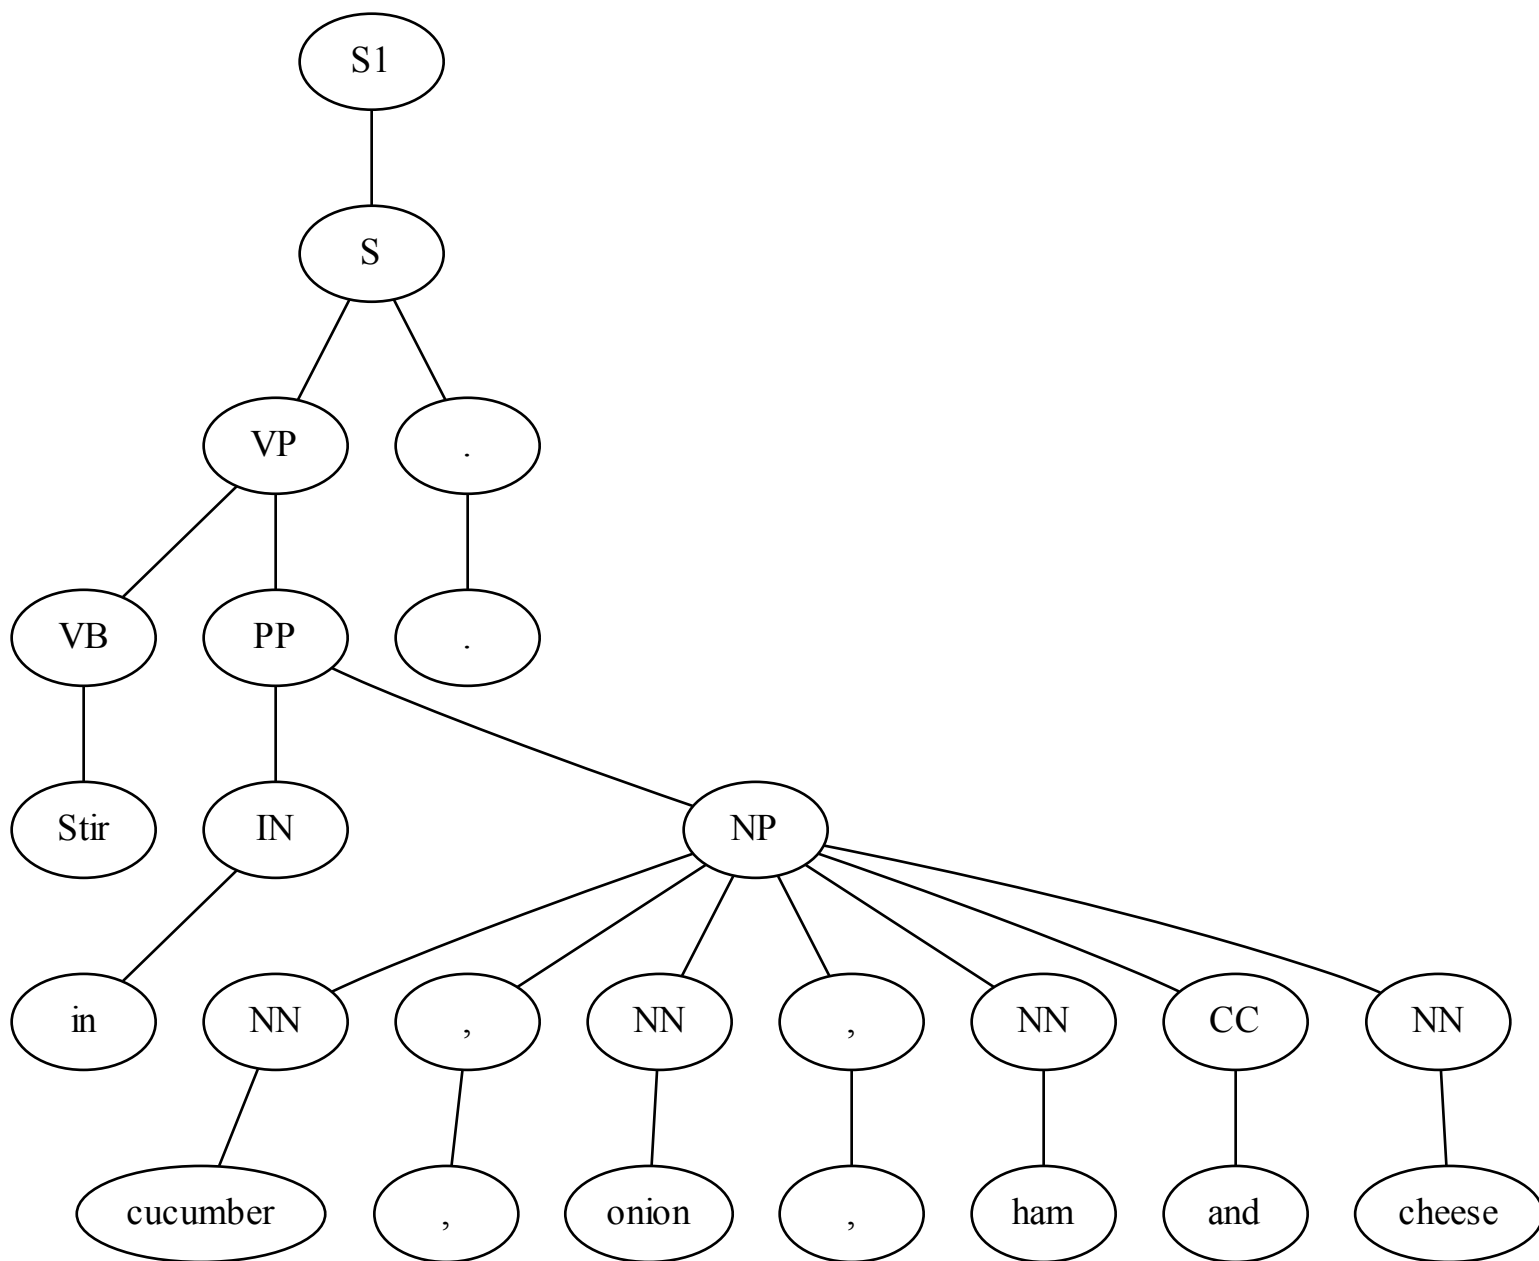 S1
S
VP .
VB PP .
Stir IN NP
in NN , NN , NN CC NN
cucumber , onion , ham and cheese